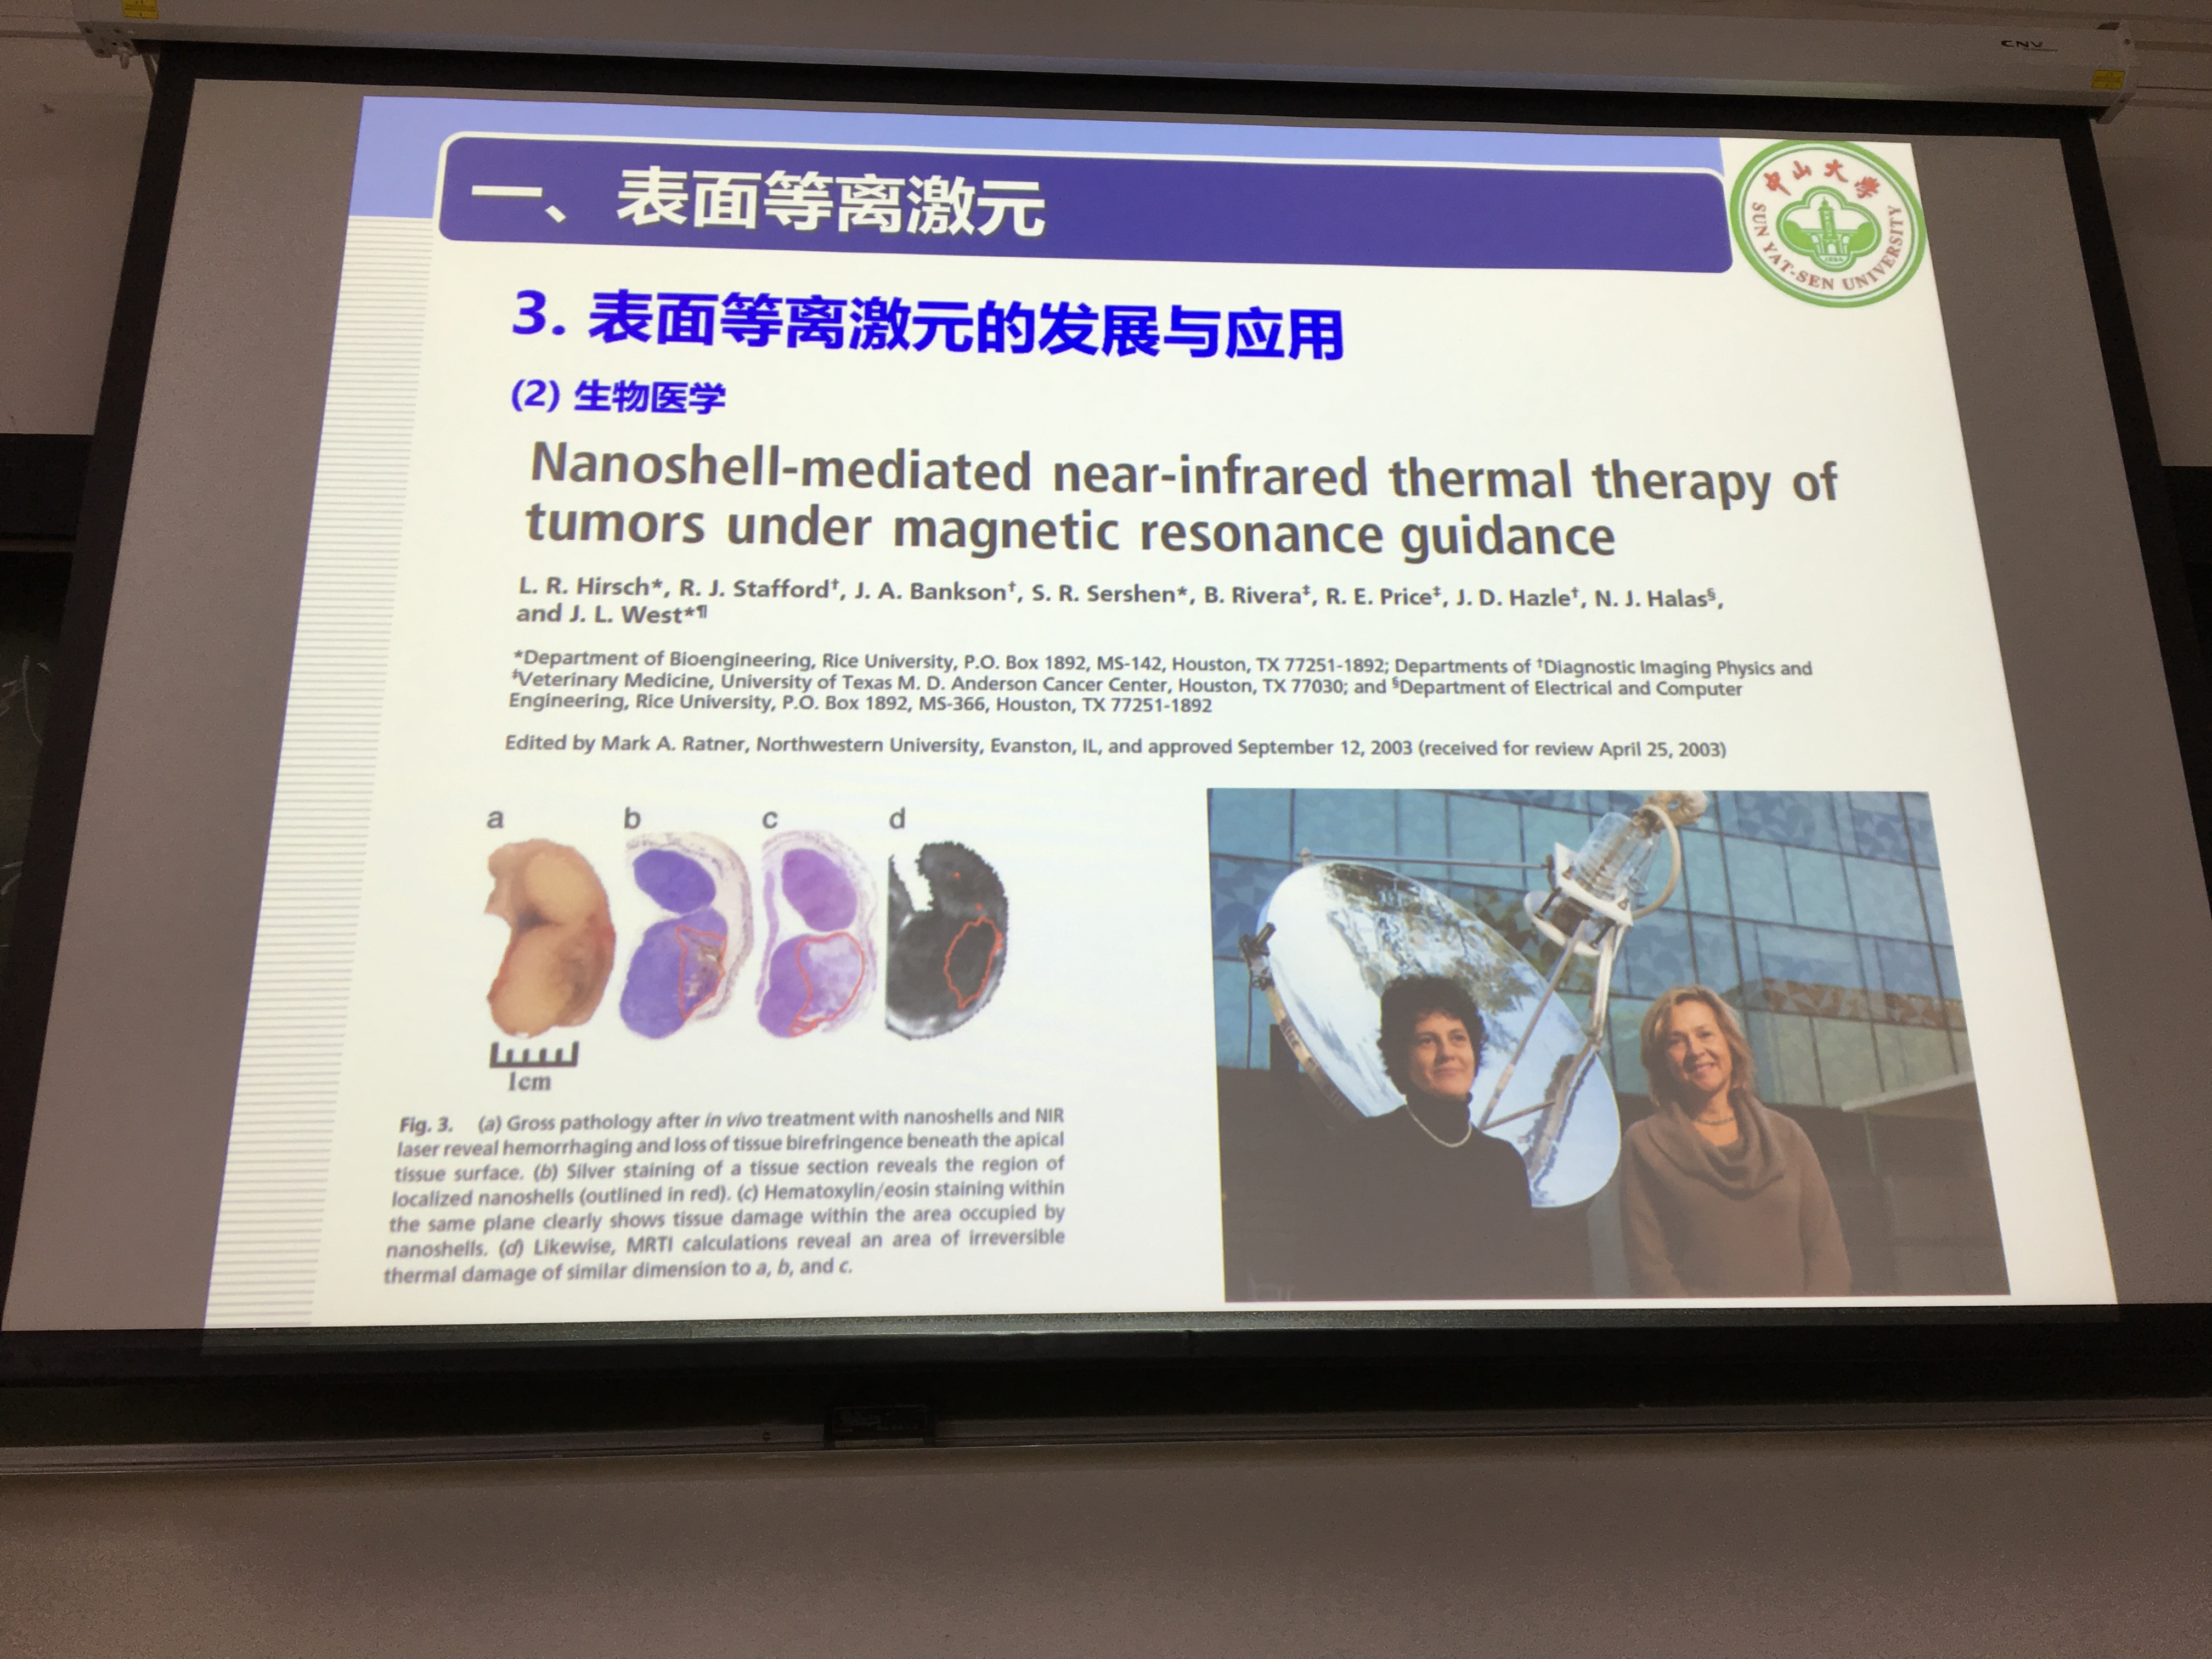 CNV
一、表面等离激元
中山大学
SUN YAT-SEN UNIVERSITY
3. 表面等离激元的发展与应用
(2) 生物医学
Nanoshell-mediated near-infrared thermal therapy of
tumors under magnetic resonance guidance
L. R. Hirsch*, R. J. Stafford†, J. A. Bankson†, S. R. Sershen*, B. Rivera‡, R. E. Price‡, J. D. Hazle†, N. J. Halas§,
and J. L. West*¶
*Department of Bioengineering, Rice University, P.O. Box 1892, MS-142, Houston, TX 77251-1892; Departments of †Diagnostic Imaging Physics and
‡Veterinary Medicine, University of Texas M. D. Anderson Cancer Center, Houston, TX 77030; and §Department of Electrical and Computer
Engineering, Rice University, P.O. Box 1892, MS-366, Houston, TX 77251-1892
Edited by Mark A. Ratner, Northwestern University, Evanston, IL, and approved September 12, 2003 (received for review April 25, 2003)
a b c d
1cm
Fig. 3. (a) Gross pathology after in vivo treatment with nanoshells and NIR
laser reveal hemorrhaging and loss of tissue birefringence beneath the apical
tissue surface. (b) Silver staining of a tissue section reveals the region of
localized nanoshells (outlined in red). (c) Hematoxylin/eosin staining within
the same plane clearly shows tissue damage within the area occupied by
nanoshells. (d) Likewise, MRTI calculations reveal an area of irreversible
thermal damage of similar dimension to a, b, and c.